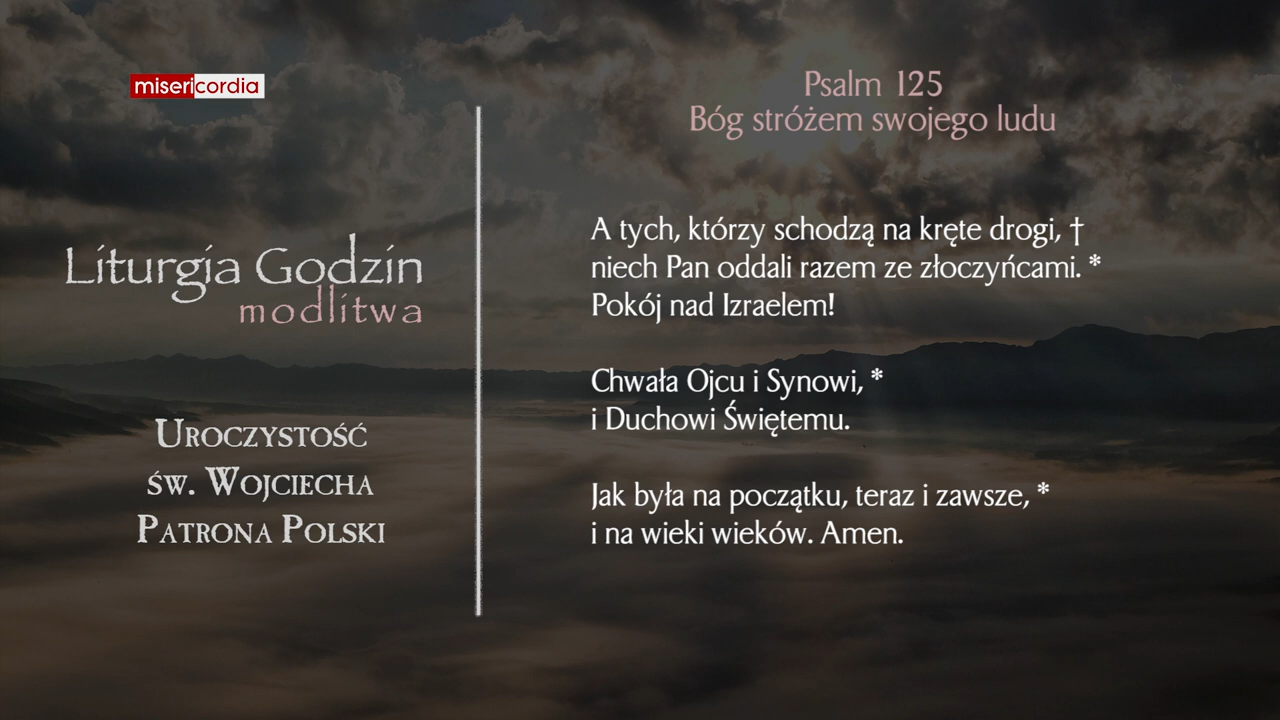 misericordia
Liturgia Godzin
modlitwa
Uroczystość
św. Wojciecha
Patrona Polski
Psalm 125
Bóg stróżem swojego ludu
A tych, którzy schodzą na kręte drogi, †
niech Pan oddali razem ze złoczyńcami. *
Pokój nad Izraelem!
Chwała Ojcu i Synowi, *
i Duchowi Świętemu.
Jak była na początku, teraz i zawsze, *
i na wieki wieków. Amen.